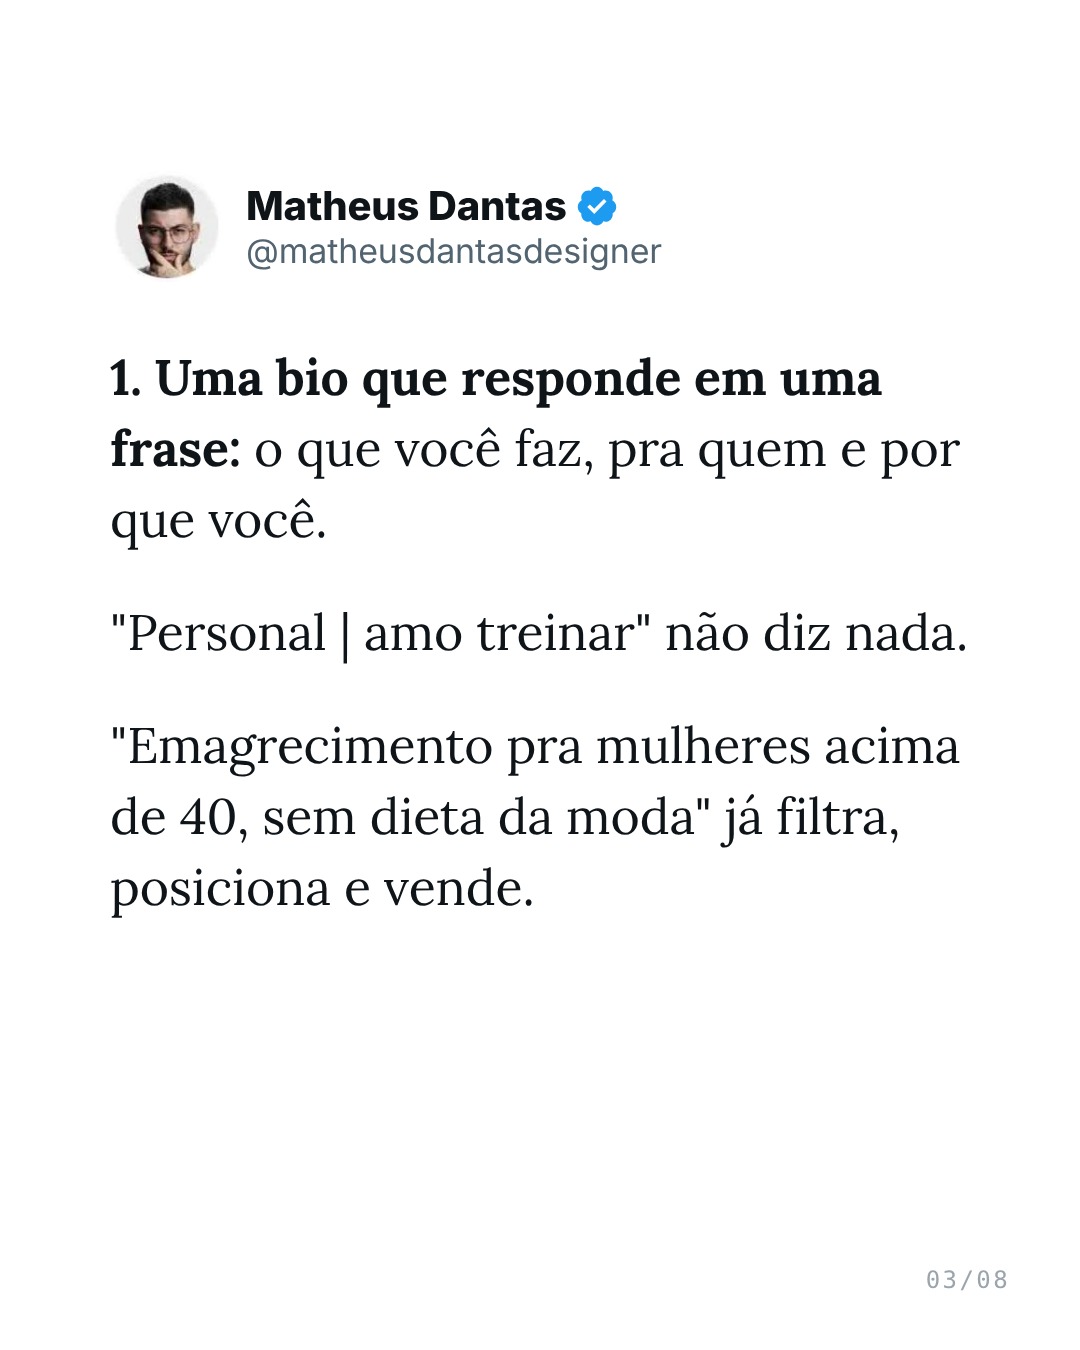 Matheus Dantas
@matheusdantasdesigner
1. Uma bio que responde em uma
frase: o que você faz, pra quem e por
que você.
"Personal | amo treinar" não diz nada.
"Emagrecimento pra mulheres acima
de 40, sem dieta da moda" já filtra,
posiciona e vende.
03/08